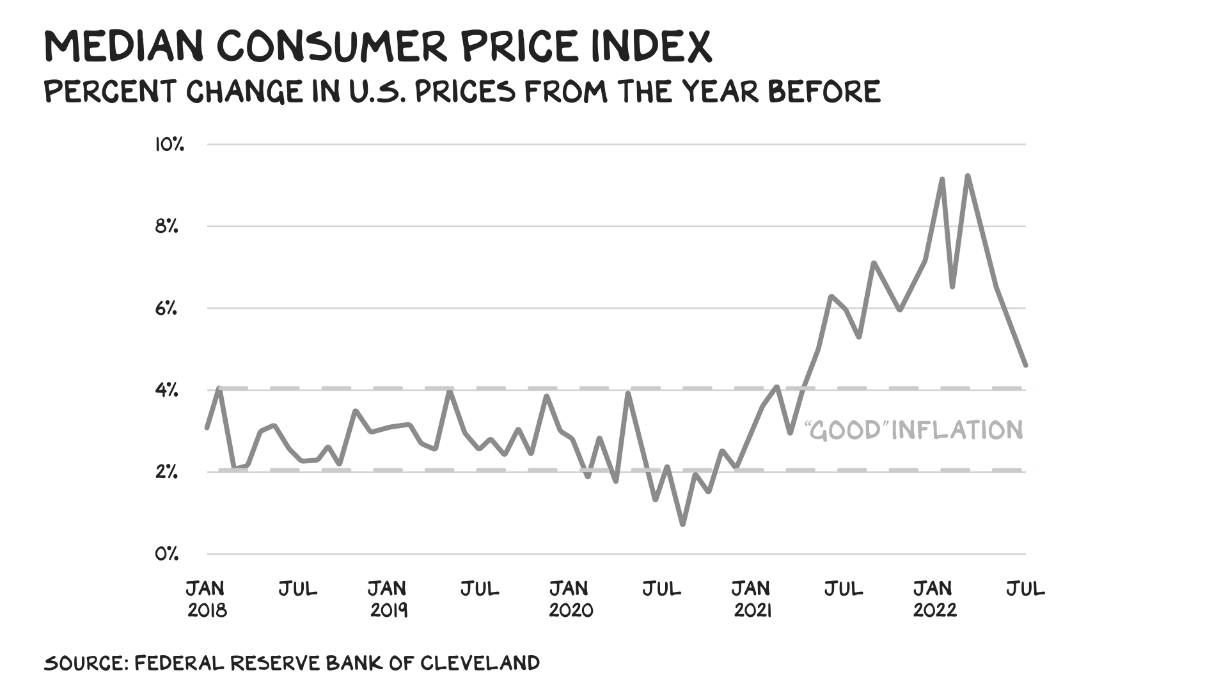 MEDIAN CONSUMER PRICE INDEX
PERCENT CHANGE IN U.S. PRICES FROM THE YEAR BEFORE
10%
8%
6%
4%
"GOOD" INFLATION
2%
0%
JAN JUL JAN JUL JAN JUL JAN JUL JAN JUL
2018 2019 2020 2021 2022
SOURCE: FEDERAL RESERVE BANK OF CLEVELAND